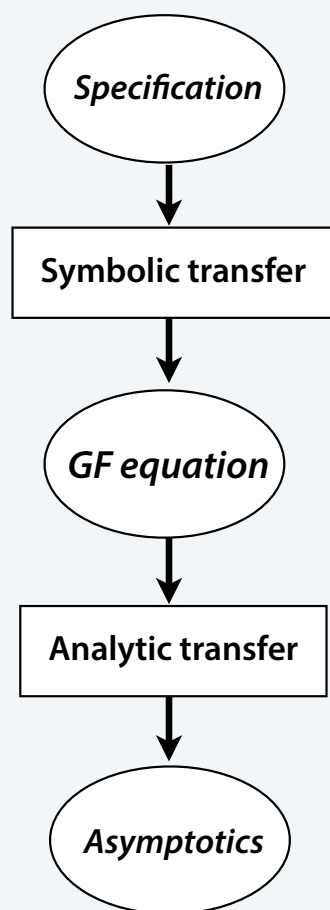 Specification
Symbolic transfer
GF equation
Analytic transfer
Asymptotics